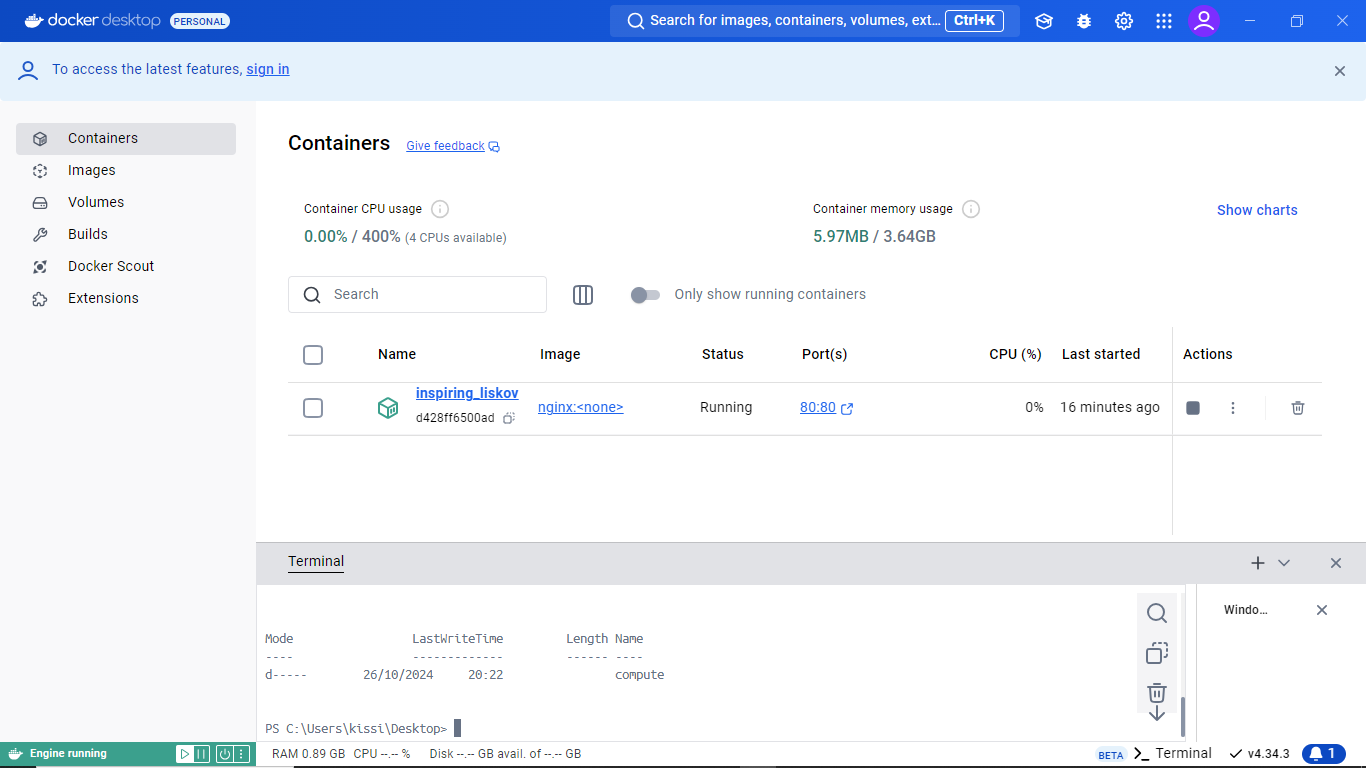 docker desktop PERSONAL
Search for images, containers, volumes, ext... Ctrl+K
To access the latest features, sign in
Containers
Images
Volumes
Builds
Docker Scout
Extensions
Containers Give feedback
Container CPU usage
0.00% / 400% (4 CPUs available)
Container memory usage
5.97MB / 3.64GB
Show charts
Search
Only show running containers
Name Image Status Port(s) CPU (%) Last started Actions
inspiring_liskov
d428ff6500ad
nginx:<none> Running 80:80 0% 16 minutes ago
Terminal
Windo...
Mode LastWriteTime Length Name
---- ------------- ------ ----
d----- 26/10/2024 20:22 compute
PS C:\Users\kissi\Desktop>
Engine running
RAM 0.89 GB CPU --.-- % Disk --.-- GB avail. of --.-- GB
BETA >_ Terminal v4.34.3 1